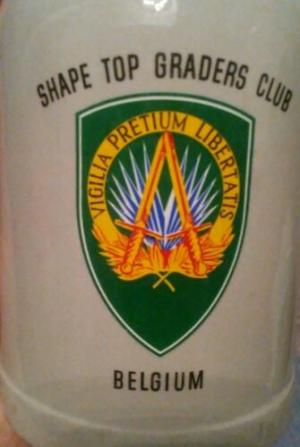 SHAPE TOP GRADERS CLUB
VIGILIA PRETIUM LIBERTATIS
BELGIUM